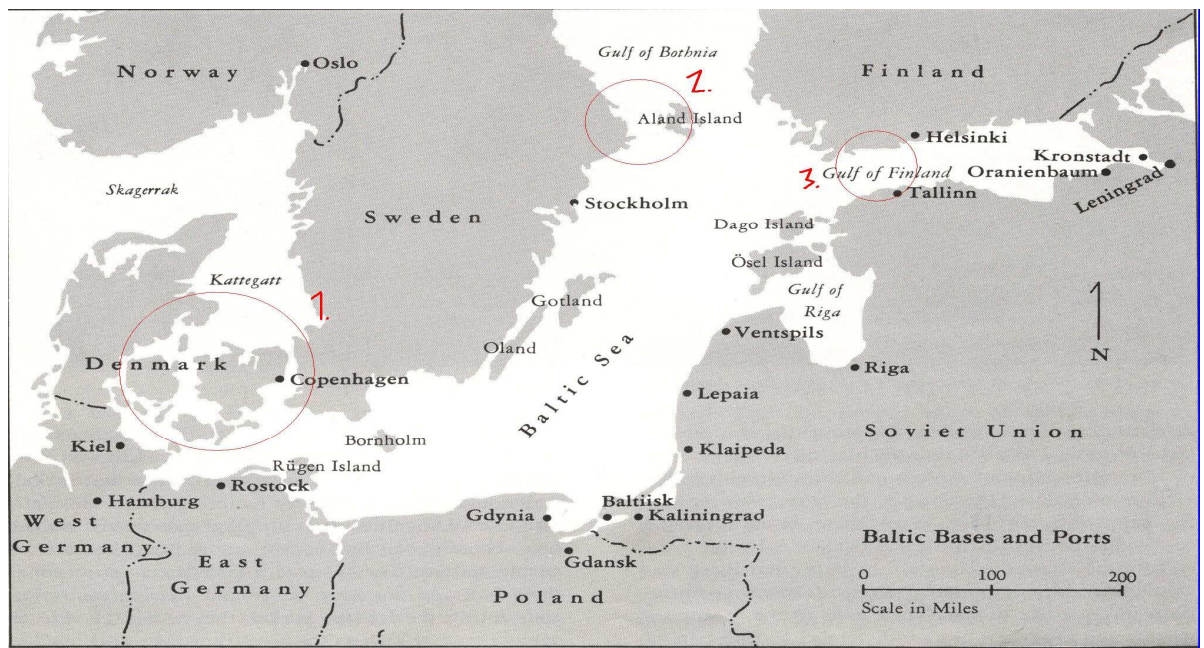 Gulf of Bothnia
Norway
Oslo
Finland
2.
Aland Island
Helsinki
Kronstadt
Gulf of Finland
Oranienbaum
3.
Leningrad
Skagerrak
Stockholm
Tallinn
Sweden
Dago Island
Ösel Island
Kattegatt
Gulf of
Riga
1.
Gotland
Ventspils
N
Oland
Baltic Sea
Denmark
Copenhagen
Riga
Lepaia
Soviet Union
Kiel
Bornholm
Klaipeda
Rügen Island
Rostock
Hamburg
Baltiisk
Gdynia
Kaliningrad
West
Germany
Gdansk
East
Germany
Poland
Baltic Bases and Ports
0 100 200
Scale in Miles